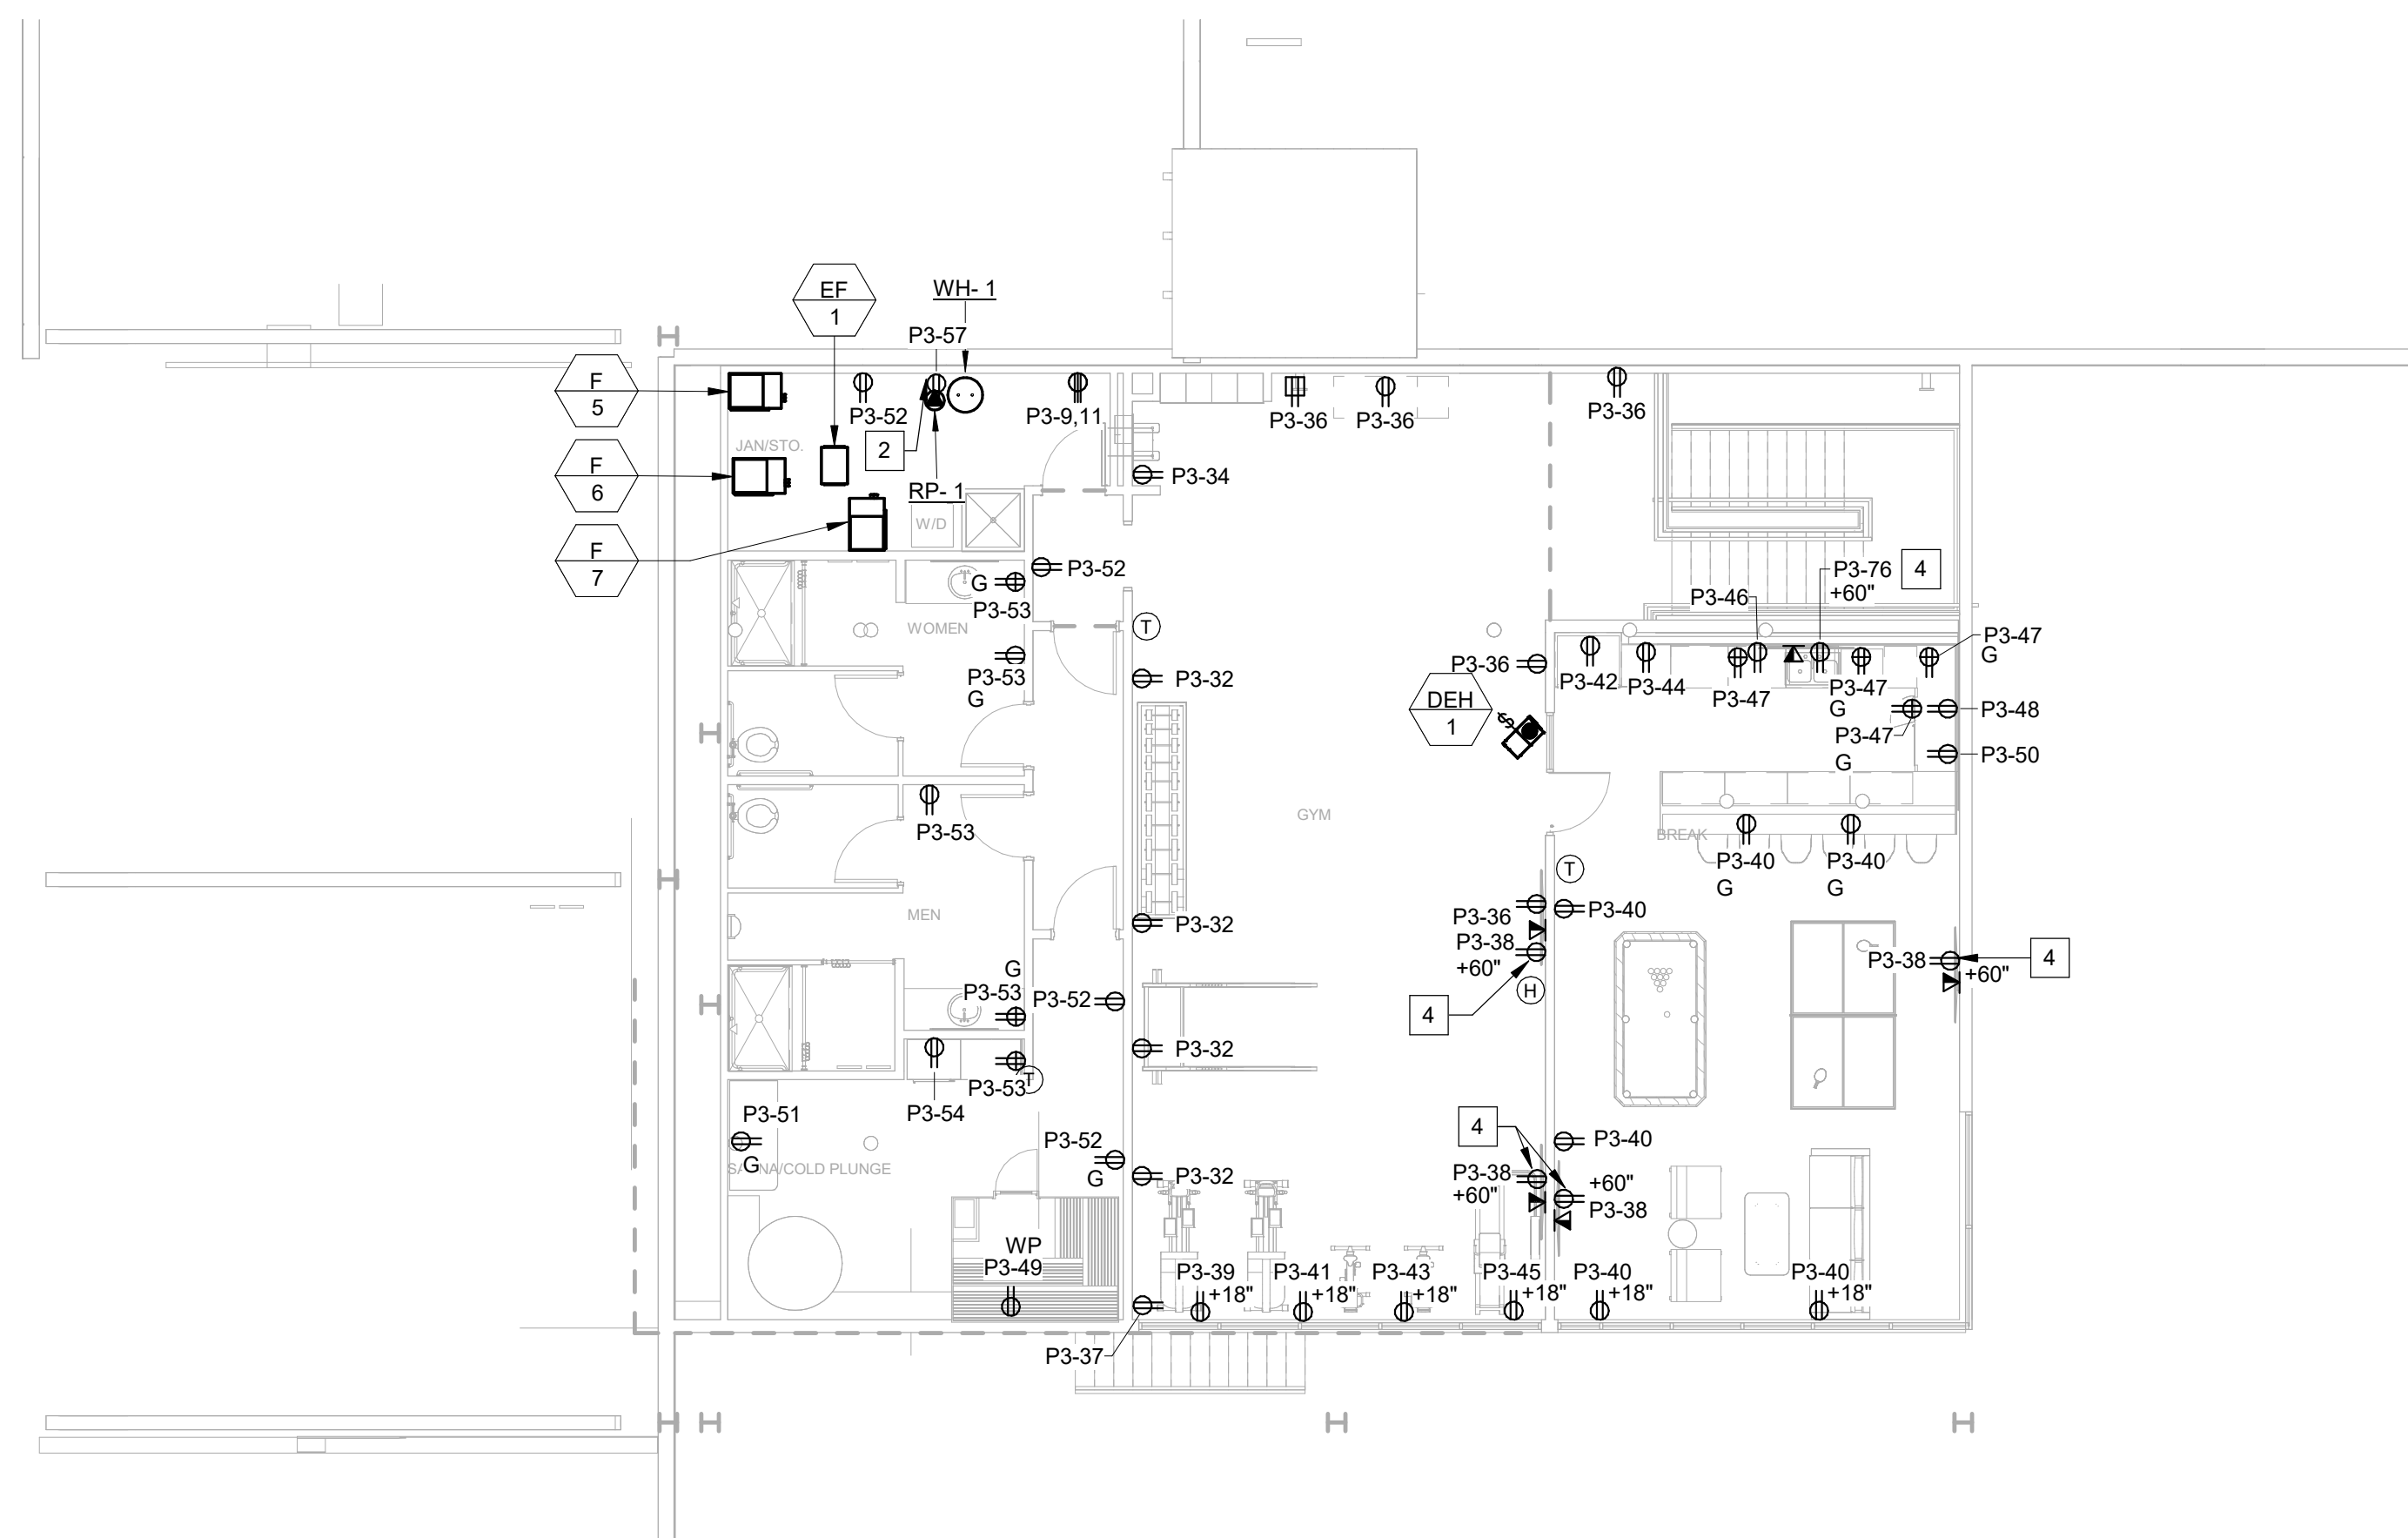 EF
1
WH- 1
P3-57
F
5
P3-52
P3-9,11
P3-36
P3-36
P3-36
JAN/STO.
2
P3-34
F
6
RP- 1
W/D
F
7
P3-52
G
P3-53
WOMEN
T
P3-76
+60"
4
P3-46
P3-47
G
P3-36
P3-53
G
P3-32
P3-42
P3-44
P3-47
P3-47
G
DEH
1
$
P3-48
P3-47
G
P3-50
GYM
P3-53
BREAK
P3-40
G
P3-40
G
T
MEN
P3-32
P3-36
P3-40
P3-38
+60"
P3-38
+60"
4
G
P3-53
P3-52
H
4
P3-32
P3-53
T
P3-54
P3-51
G
SAUNA/COLD PLUNGE
P3-52
G
4
P3-40
P3-32
P3-38
+60"
+60"
P3-38
WP
P3-49
P3-39
+18"
P3-41
+18"
P3-43
+18"
P3-45
+18"
P3-40
+18"
P3-40
+18"
P3-37